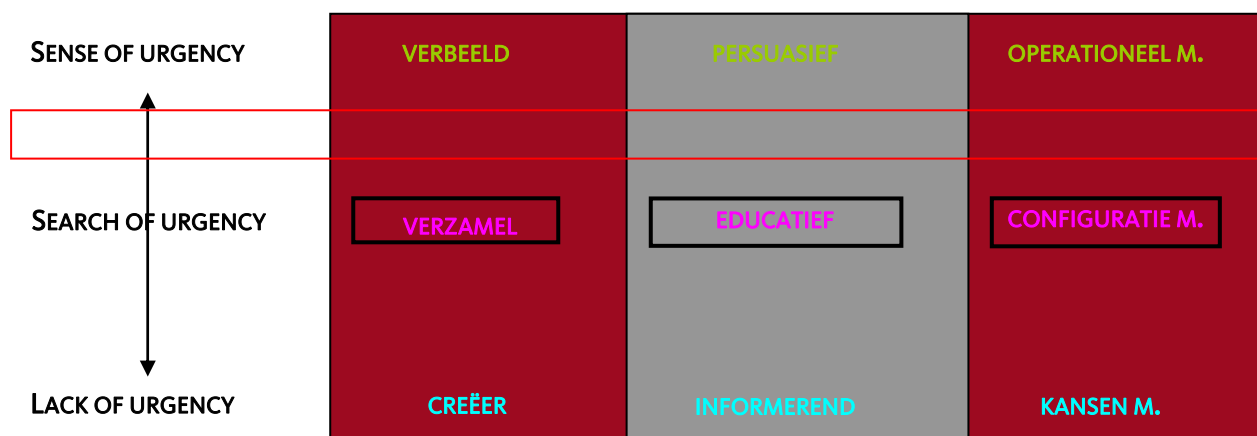 SENSE OF URGENCY VERBEELD PERSUASIEF OPERATIONEEL M.
SEARCH OF URGENCY VERZAMEL EDUCATIEF CONFIGURATIE M.
LACK OF URGENCY CREËER INFORMEREND KANSEN M.